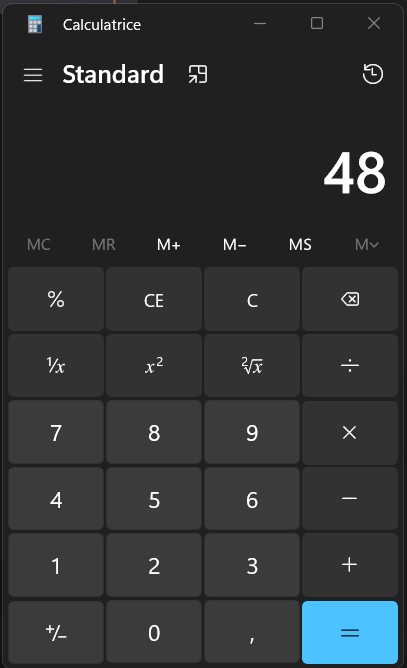 Calculatrice
Standard
48
MC MR M+ M− MS M
% CE C
¹/x x² ²√x ÷
7 8 9 ×
4 5 6 −
1 2 3 +
+/− 0 , =